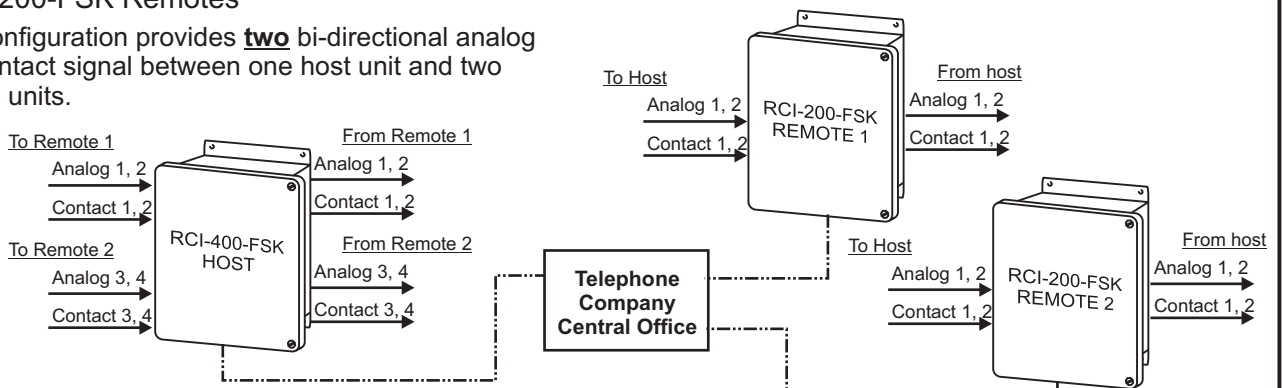 200-FSK Remotes
onfiguration provides two bi-directional analog
ntact signal between one host unit and two
units.
To Remote 1
Analog 1, 2
Contact 1, 2
To Remote 2
Analog 3, 4
Contact 3, 4
RCI-400-FSK
HOST
From Remote 1
Analog 1, 2
Contact 1, 2
From Remote 2
Analog 3, 4
Contact 3, 4
Telephone
Company
Central Office
To Host
Analog 1, 2
Contact 1, 2
RCI-200-FSK
REMOTE 1
From host
Analog 1, 2
Contact 1, 2
To Host
Analog 1, 2
Contact 1, 2
RCI-200-FSK
REMOTE 2
From host
Analog 1, 2
Contact 1, 2